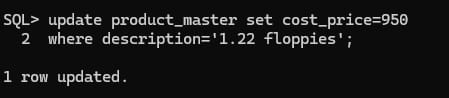 SQL> update product_master set cost_price=950
2 where description='1.22 floppies';
1 row updated.